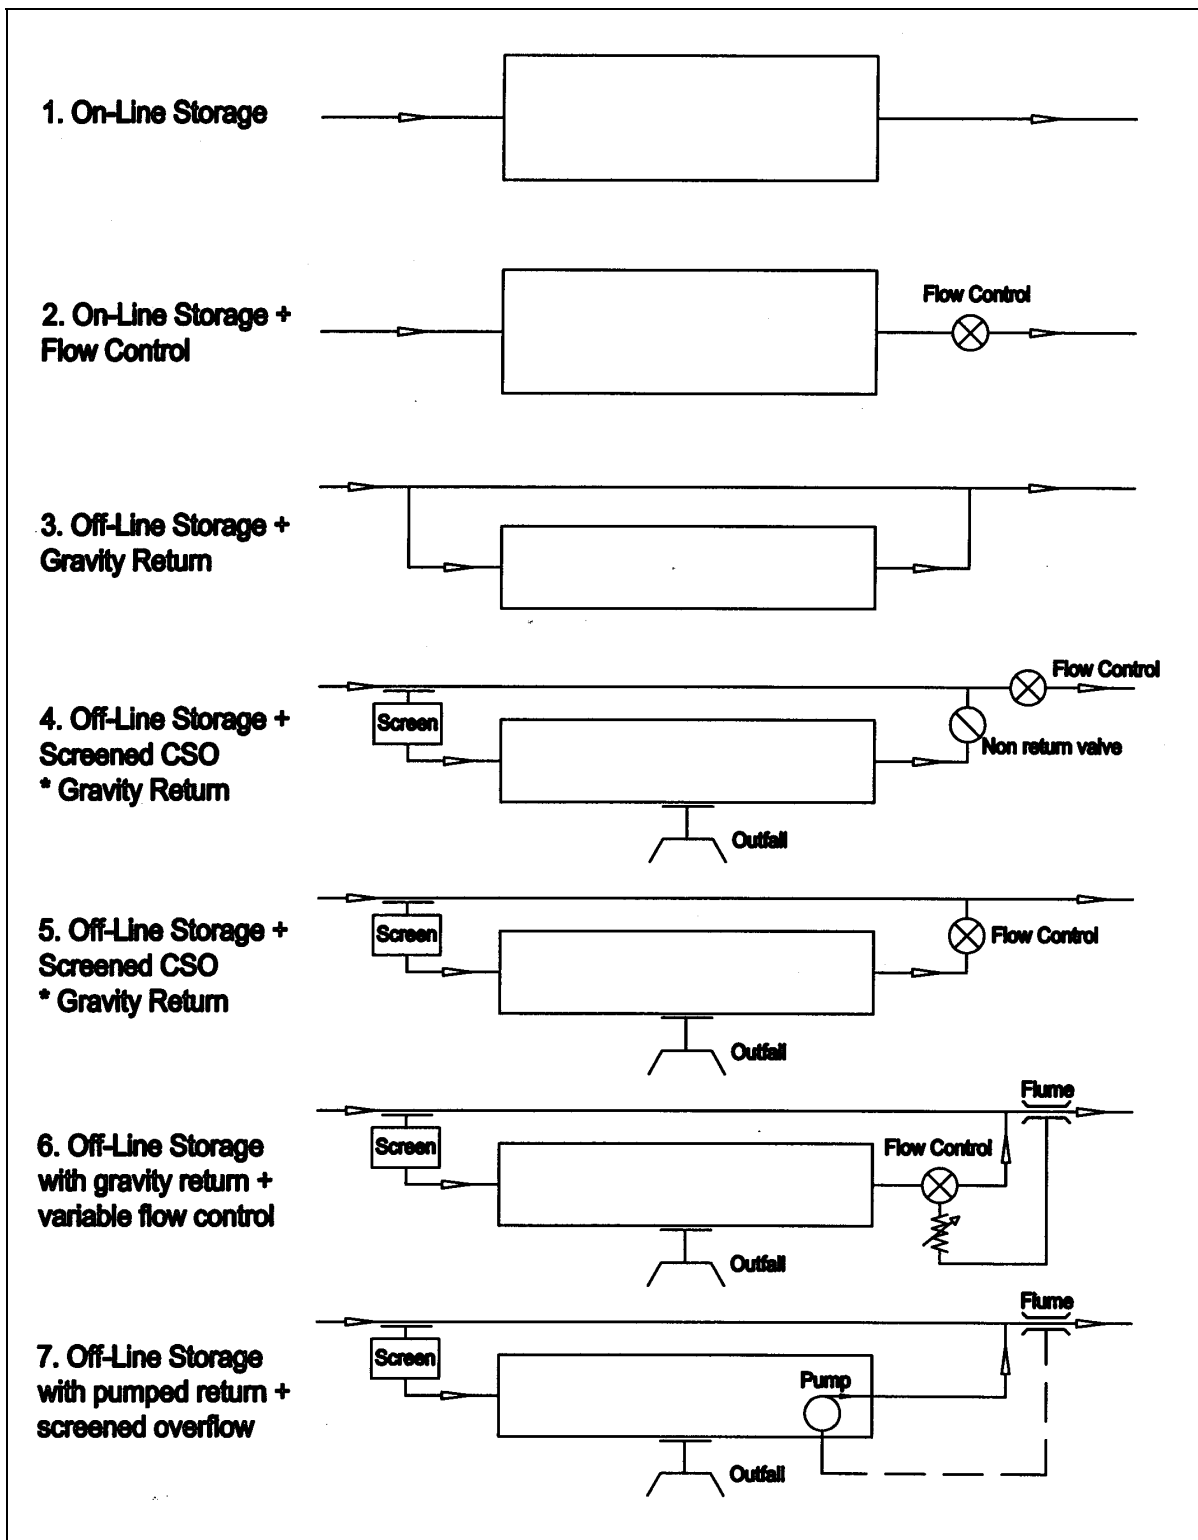 1. On-Line Storage
Flow Control
2. On-Line Storage +
Flow Control
3. Off-Line Storage +
Gravity Return
Flow Control
4. Off-Line Storage +
Screened CSO
* Gravity Return
Screen
Non return valve
Outfall
5. Off-Line Storage +
Screened CSO
* Gravity Return
Screen
Flow Control
Outfall
Flume
6. Off-Line Storage
with gravity return +
variable flow control
Screen
Flow Control
Outfall
Flume
7. Off-Line Storage
with pumped return +
screened overflow
Screen
Pump
Outfall